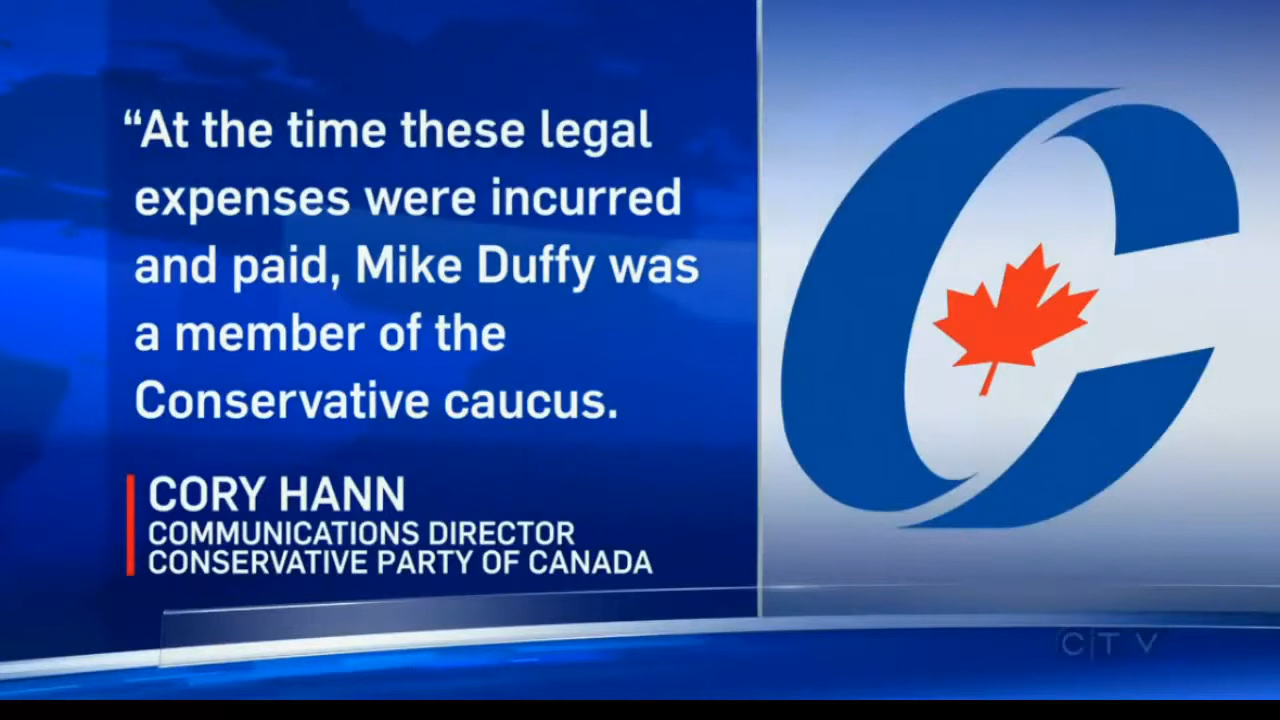 “At the time these legal
expenses were incurred
and paid, Mike Duffy was
a member of the
Conservative caucus.
CORY HANN
COMMUNICATIONS DIRECTOR
CONSERVATIVE PARTY OF CANADA
CTV